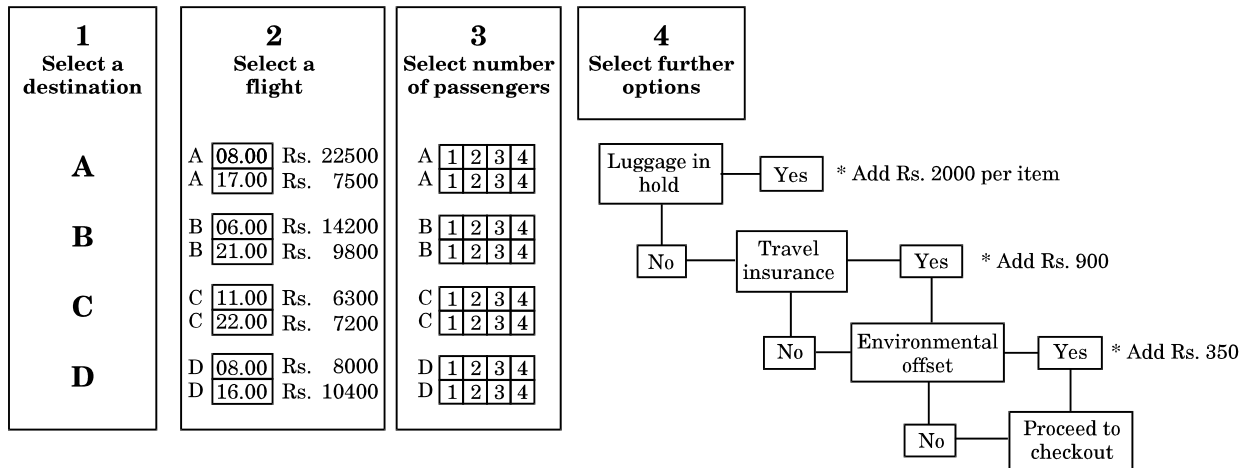 1
Select a
destination
A
B
C
D
2
Select a
flight
A 08.00 Rs. 22500
A 17.00 Rs. 7500
B 06.00 Rs. 14200
B 21.00 Rs. 9800
C 11.00 Rs. 6300
C 22.00 Rs. 7200
D 08.00 Rs. 8000
D 16.00 Rs. 10400
3
Select number
of passengers
A 1 2 3 4
A 1 2 3 4
B 1 2 3 4
B 1 2 3 4
C 1 2 3 4
C 1 2 3 4
D 1 2 3 4
D 1 2 3 4
4
Select further
options
Luggage in
hold
Yes * Add Rs. 2000 per item
No
Travel
insurance
Yes * Add Rs. 900
No
Environmental
offset
Yes * Add Rs. 350
No
Proceed to
checkout